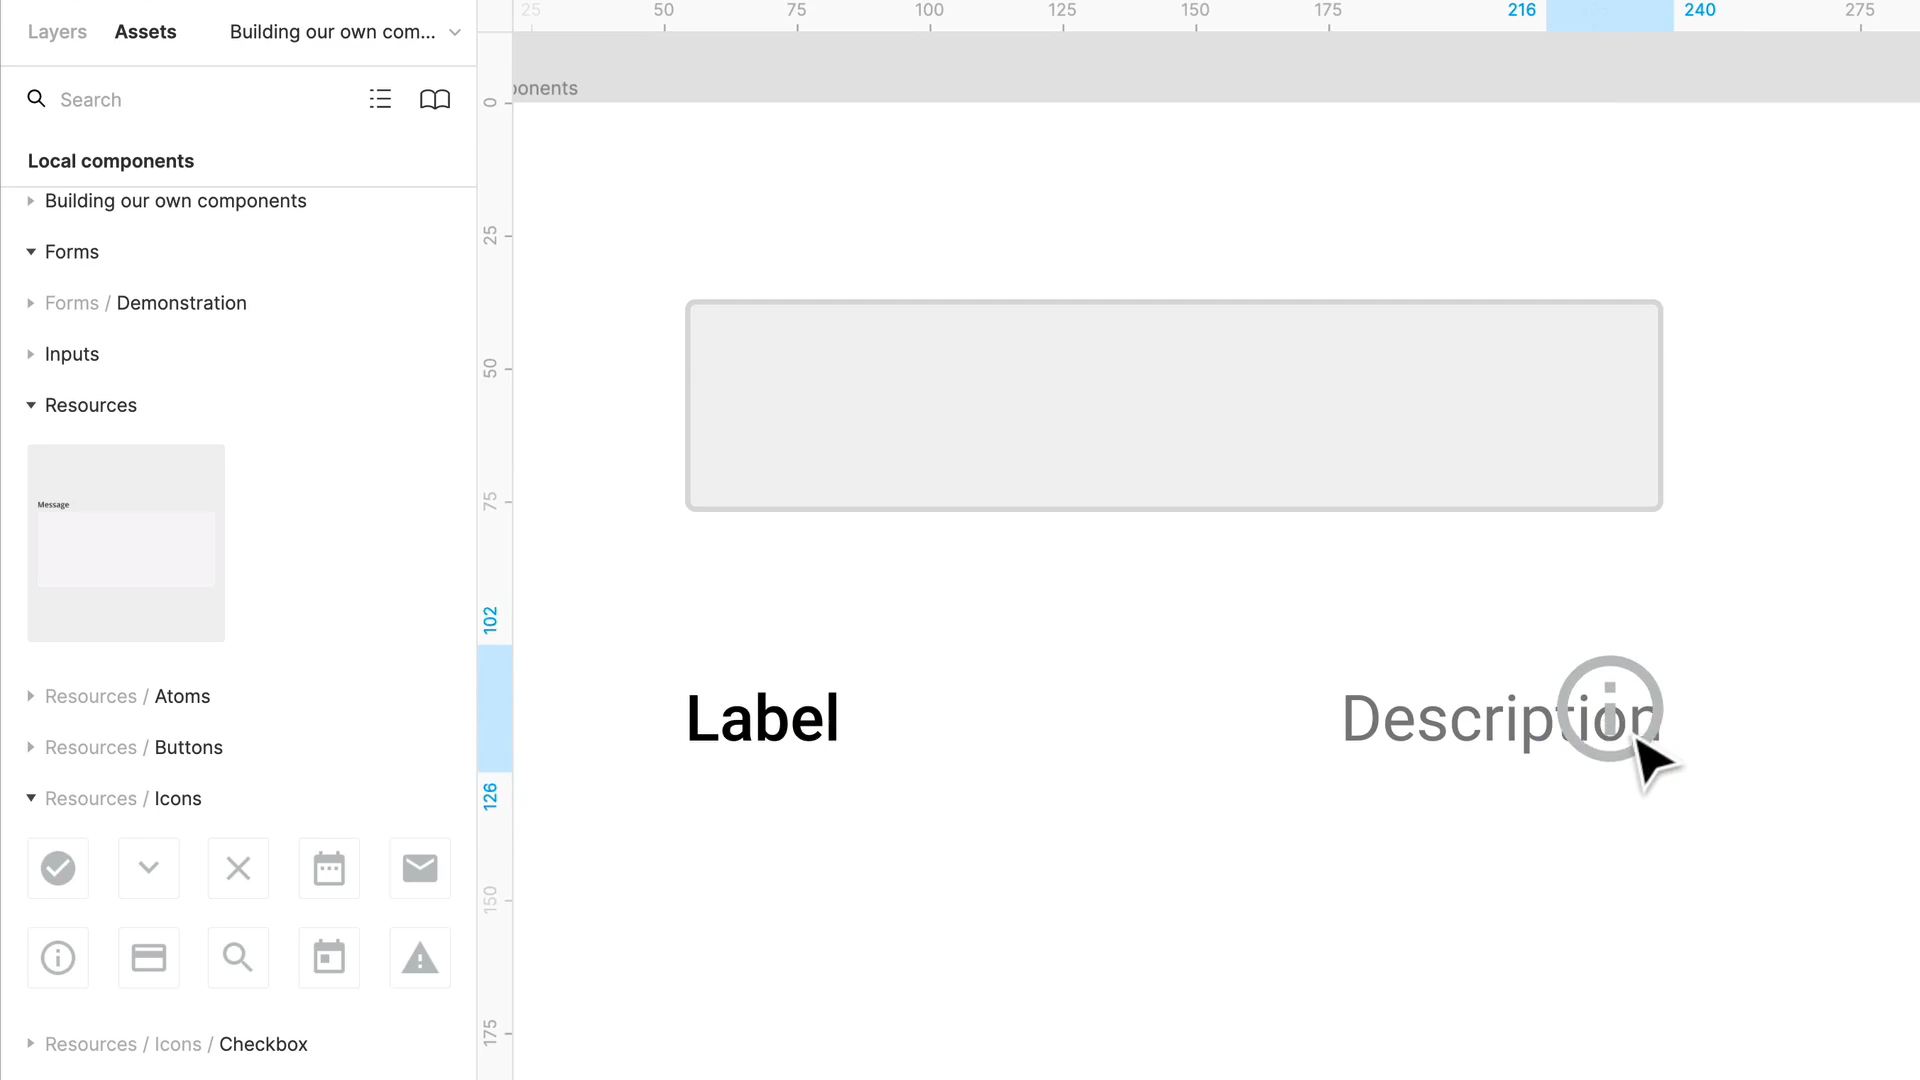 Layers Assets Building our own com...
Search
Local components
Building our own components
Forms
Forms / Demonstration
Inputs
Resources
Message
Resources / Atoms
Resources / Buttons
Resources / Icons
Resources / Icons / Checkbox
25 50 75 100 125 150 175 216 240 275
ponents
0
25
50
75
102
126
150
175
Label
Description